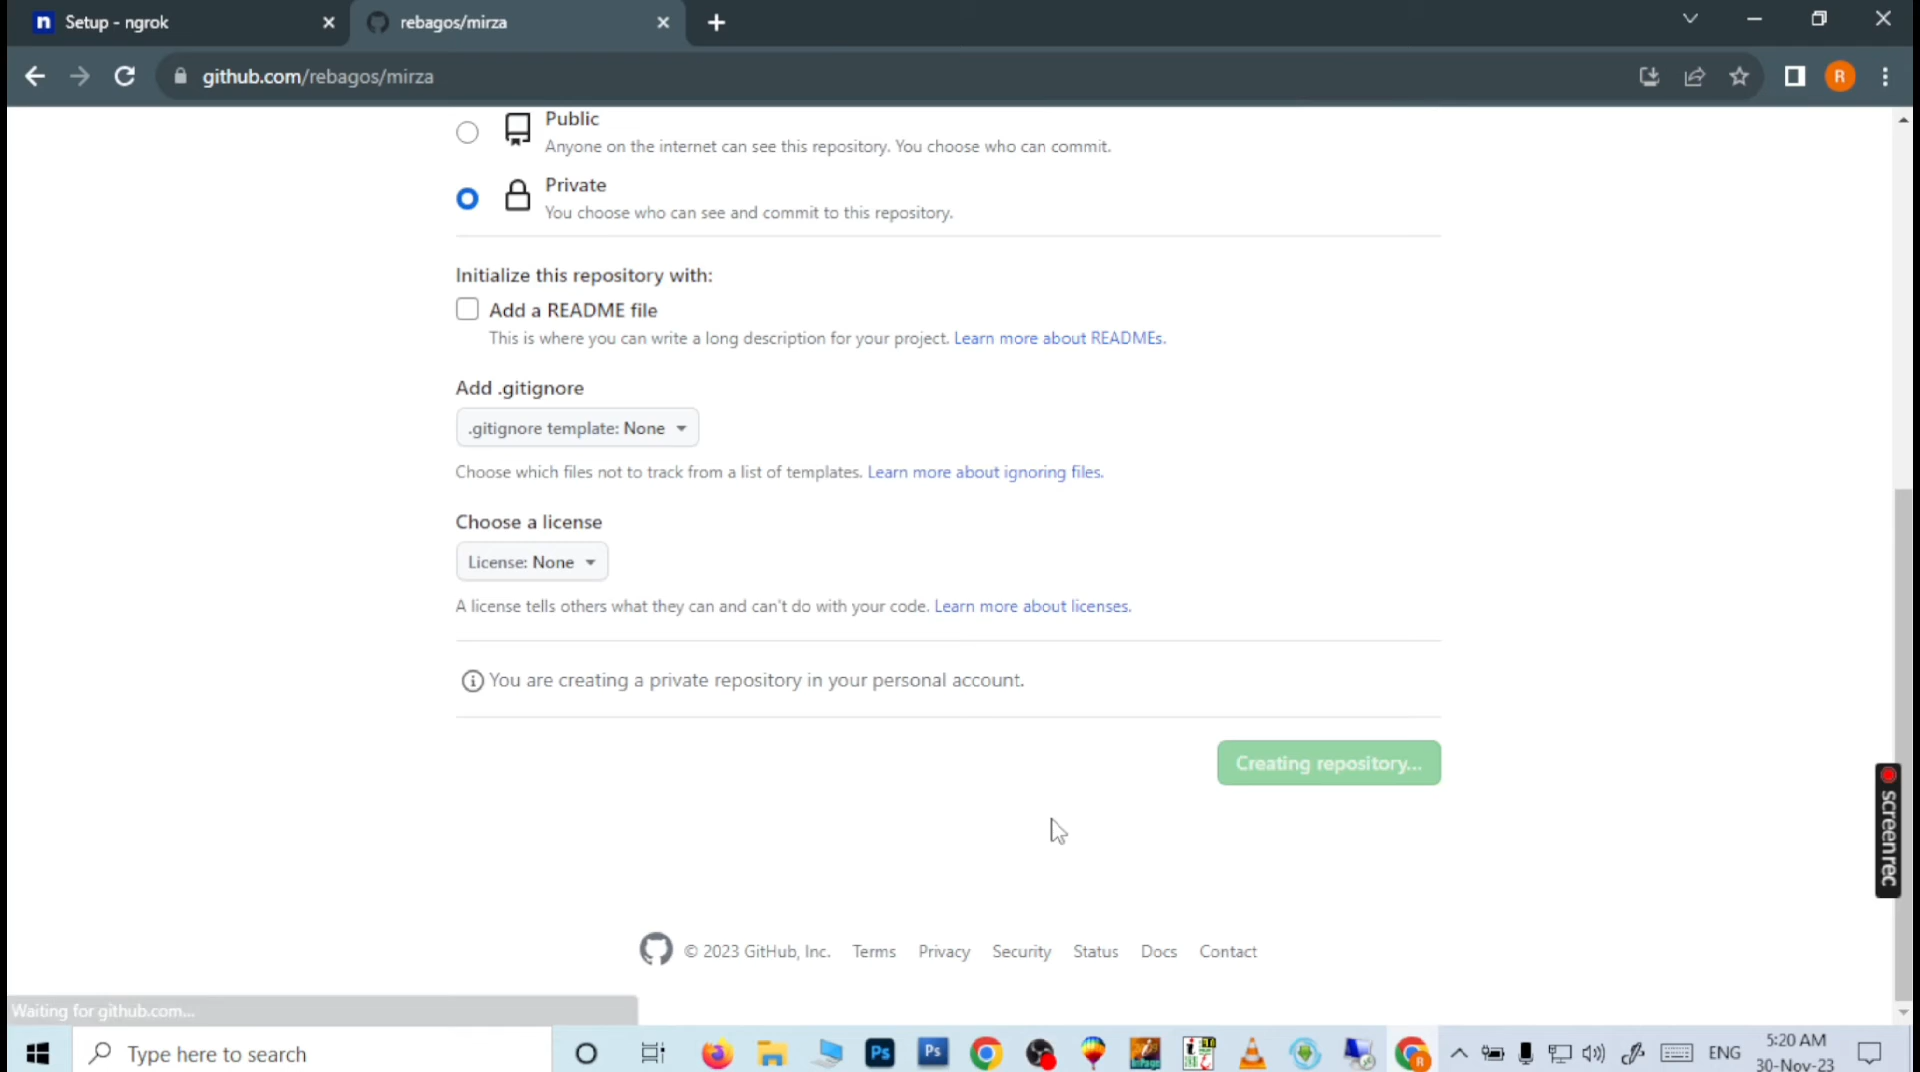 Setup - ngrok
rebagos/mirza
github.com/rebagos/mirza
R
Public
Anyone on the internet can see this repository. You choose who can commit.
Private
You choose who can see and commit to this repository.
Initialize this repository with:
Add a README file
This is where you can write a long description for your project. Learn more about READMEs.
Add .gitignore
.gitignore template: None
Choose which files not to track from a list of templates. Learn more about ignoring files.
Choose a license
License: None
A license tells others what they can and can't do with your code. Learn more about licenses.
You are creating a private repository in your personal account.
Creating repository...
screenrec
© 2023 GitHub, Inc. Terms Privacy Security Status Docs Contact
Waiting for github.com...
Type here to search
Ps
Ps
R
ENG
5:20 AM
30-Nov-23